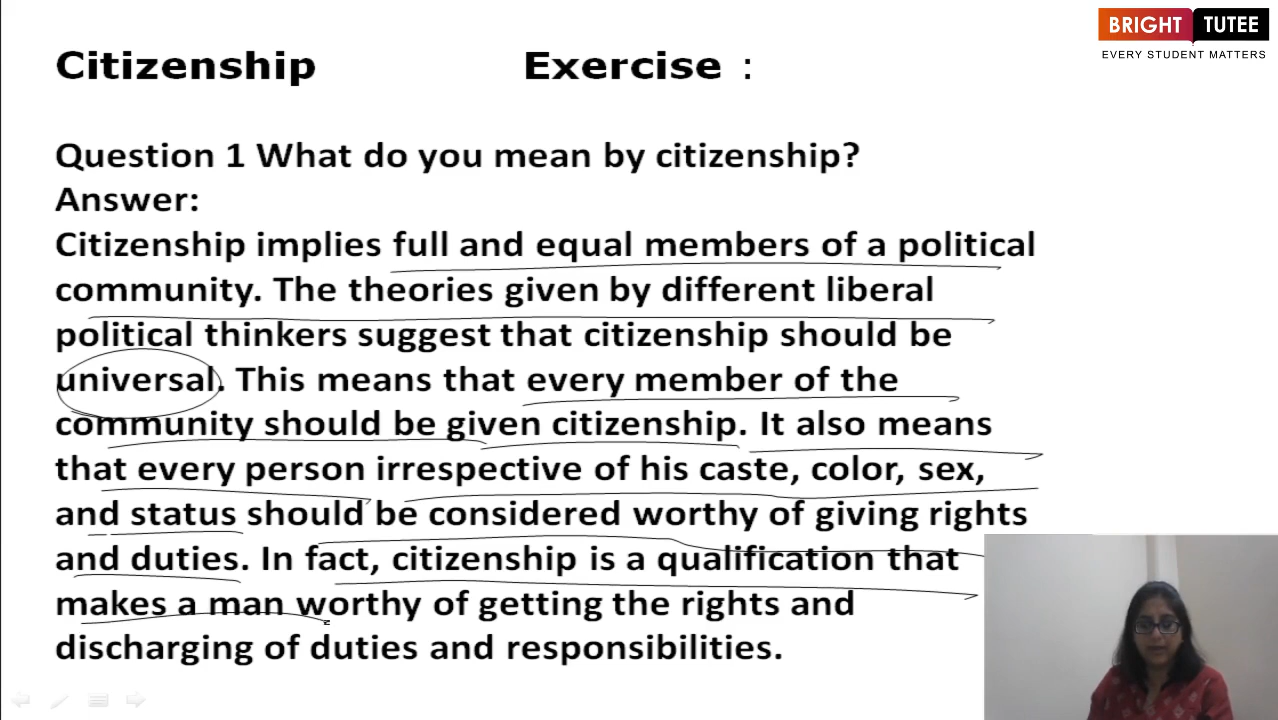 BRIGHT TUTEE
EVERY STUDENT MATTERS
Citizenship Exercise :
Question 1 What do you mean by citizenship?
Answer:
Citizenship implies full and equal members of a political
community. The theories given by different liberal
political thinkers suggest that citizenship should be
universal. This means that every member of the
community should be given citizenship. It also means
that every person irrespective of his caste, color, sex,
and status should be considered worthy of giving rights
and duties. In fact, citizenship is a qualification that
makes a man worthy of getting the rights and
discharging of duties and responsibilities.